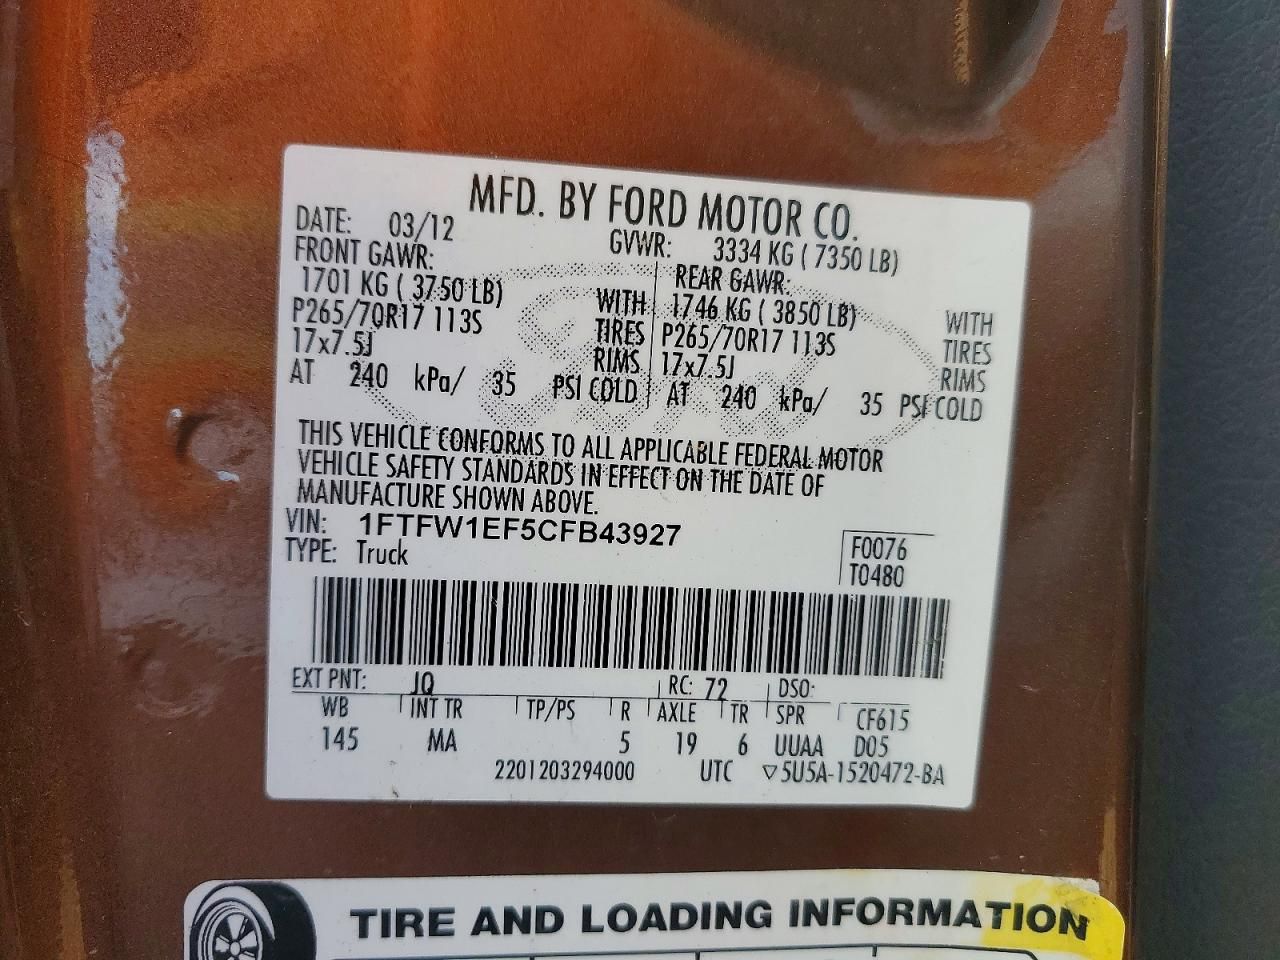 MFD. BY FORD MOTOR CO.
DATE: 03/12 GVWR: 3334 KG ( 7350 LB)
FRONT GAWR: REAR GAWR:
1701 KG ( 3750 LB) WITH 1746 KG ( 3850 LB) WITH
P265/70R17 113S TIRES P265/70R17 113S TIRES
17x7.5J RIMS 17x7.5J RIMS
AT 240 kPa/ 35 PSI COLD AT 240 kPa/ 35 PSI COLD
THIS VEHICLE CONFORMS TO ALL APPLICABLE FEDERAL MOTOR
VEHICLE SAFETY STANDARDS IN EFFECT ON THE DATE OF
MANUFACTURE SHOWN ABOVE.
VIN: 1FTFW1EF5CFB43927
TYPE: Truck
F0076
T0480
EXT PNT: JQ RC: 72 DSO:
WB INT TR TP/PS R AXLE TR SPR CF615
145 MA 5 19 6 UUAA D05
2201203294000 UTC ▽5U5A-1520472-BA
TIRE AND LOADING INFORMATION